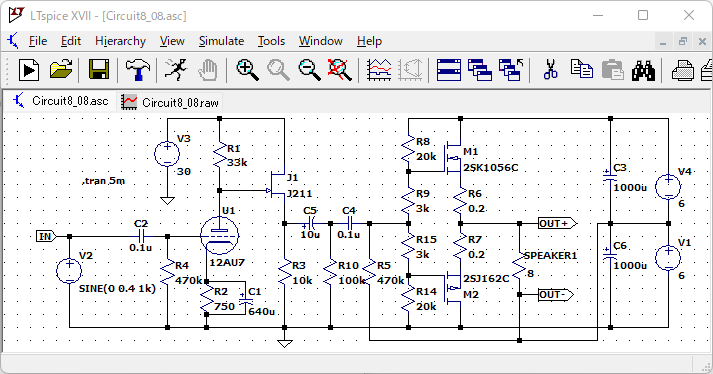 LTspice XVII - [Circuit8_08.asc]
File Edit Hierarchy View Simulate Tools Window Help
Circuit8_08.asc Circuit8_08.raw
V3
30
.tran 5m
R1
33k
J1
J211
R8
20k
M1
2SK1056C
C3
1000u
V4
6
R9
3k
R6
0.2
U1
12AU7
IN
C2
0.1u
C5
10u
C4
0.1u
OUT+
V2
SINE(0 0.4 1k)
R4
470k
R2
750
C1
640u
R3
10k
R10
100k
R5
470k
R15
3k
R7
0.2
R14
20k
2SJ162C
M2
SPEAKER1
8
OUT-
C6
1000u
V1
6